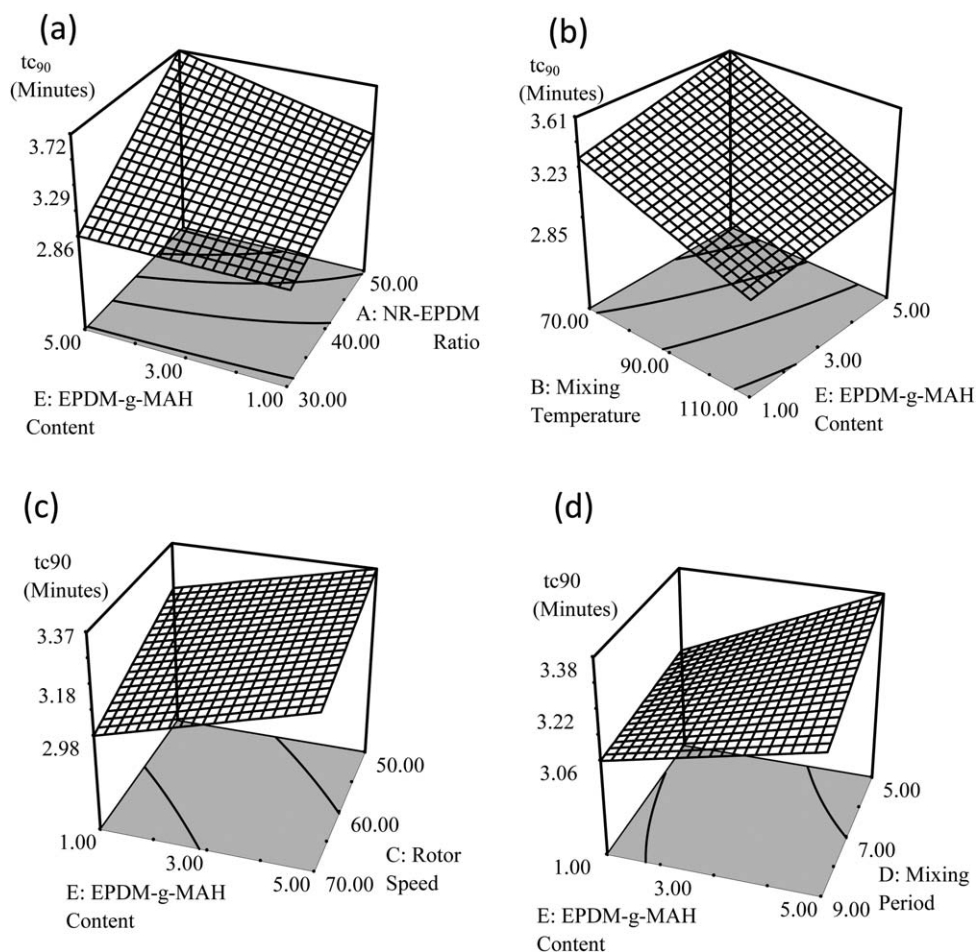 (a)
tc₉₀
(Minutes)
3.72
3.29
2.86
5.00
3.00
1.00
E: EPDM-g-MAH
Content
30.00
40.00
50.00
A: NR-EPDM
Ratio
(b)
tc₉₀
(Minutes)
3.61
3.23
2.85
70.00
90.00
110.00
B: Mixing
Temperature
1.00
3.00
5.00
E: EPDM-g-MAH
Content
(c)
tc90
(Minutes)
3.37
3.18
2.98
1.00
3.00
5.00
E: EPDM-g-MAH
Content
70.00
60.00
50.00
C: Rotor
Speed
(d)
tc90
(Minutes)
3.38
3.22
3.06
1.00
3.00
5.00
E: EPDM-g-MAH
Content
9.00
7.00
5.00
D: Mixing
Period